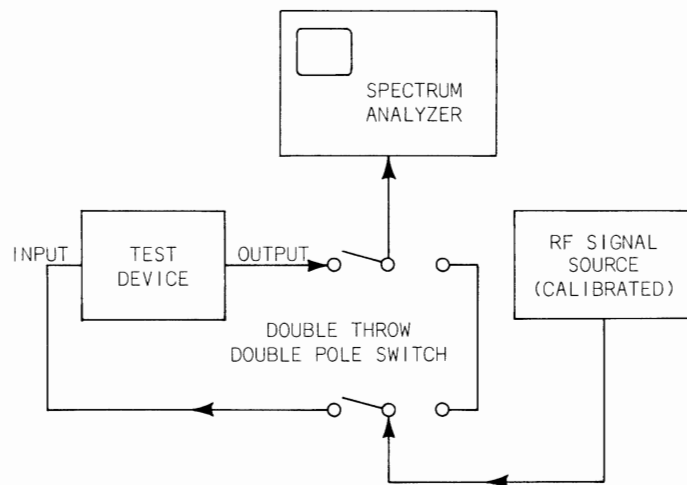 SPECTRUM
ANALYZER
INPUT
TEST
DEVICE
OUTPUT
RF SIGNAL
SOURCE
(CALIBRATED)
DOUBLE THROW
DOUBLE POLE SWITCH